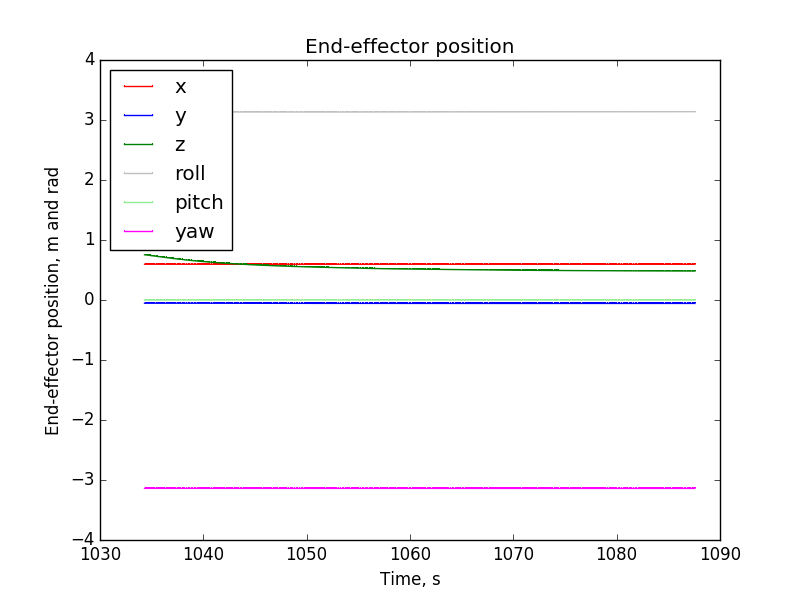 End-effector position
4
3
2
1
0
−1
−2
−3
−4
End-effector position, m and rad
x
y
z
roll
pitch
yaw
1030 1040 1050 1060 1070 1080 1090
Time, s